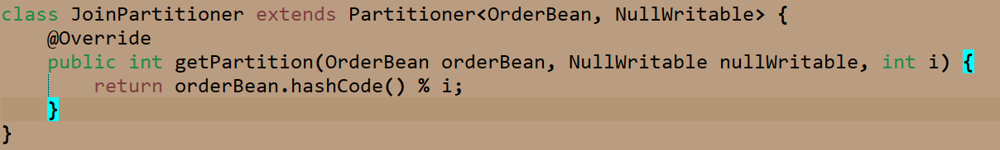 class JoinPartitioner extends Partitioner<OrderBean, NullWritable> {
    @Override
    public int getPartition(OrderBean orderBean, NullWritable nullWritable, int i) {
        return orderBean.hashCode() % i;
    }
}